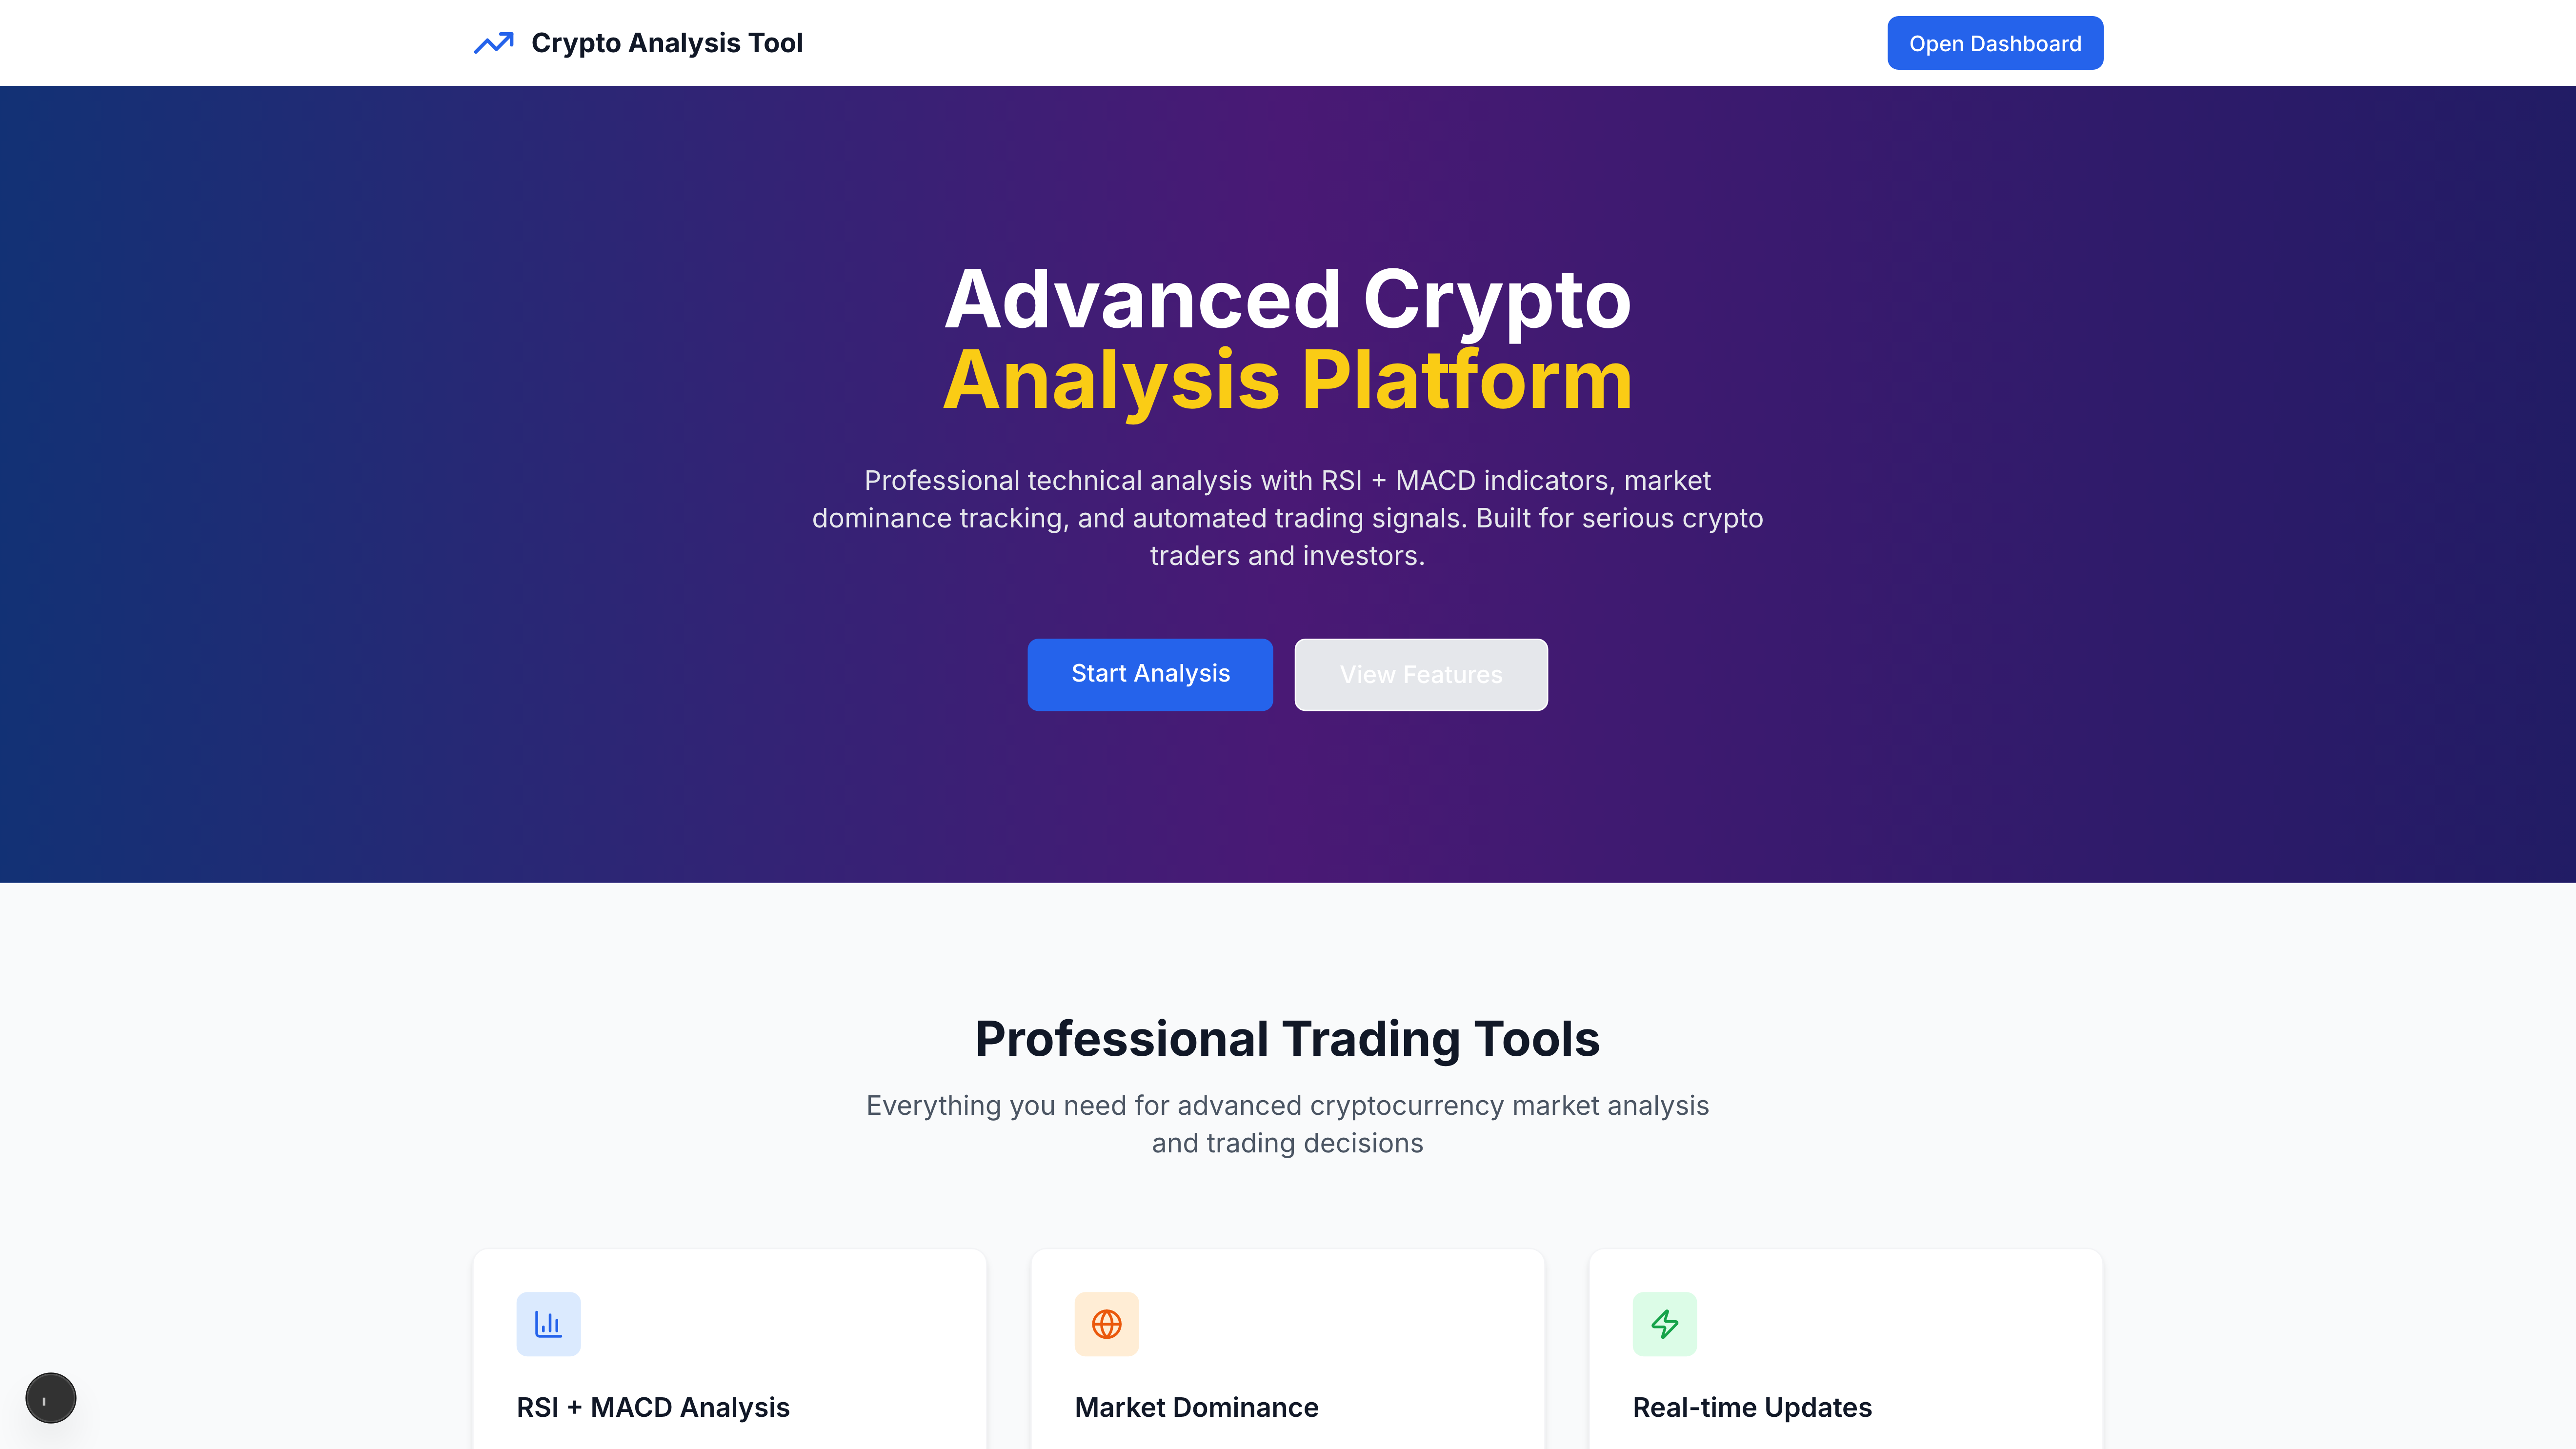 Crypto Analysis Tool
Open Dashboard
Advanced Crypto
Analysis Platform
Professional technical analysis with RSI + MACD indicators, market
dominance tracking, and automated trading signals. Built for serious crypto
traders and investors.
Start Analysis
View Features
Professional Trading Tools
Everything you need for advanced cryptocurrency market analysis
and trading decisions
RSI + MACD Analysis
Market Dominance
Real-time Updates